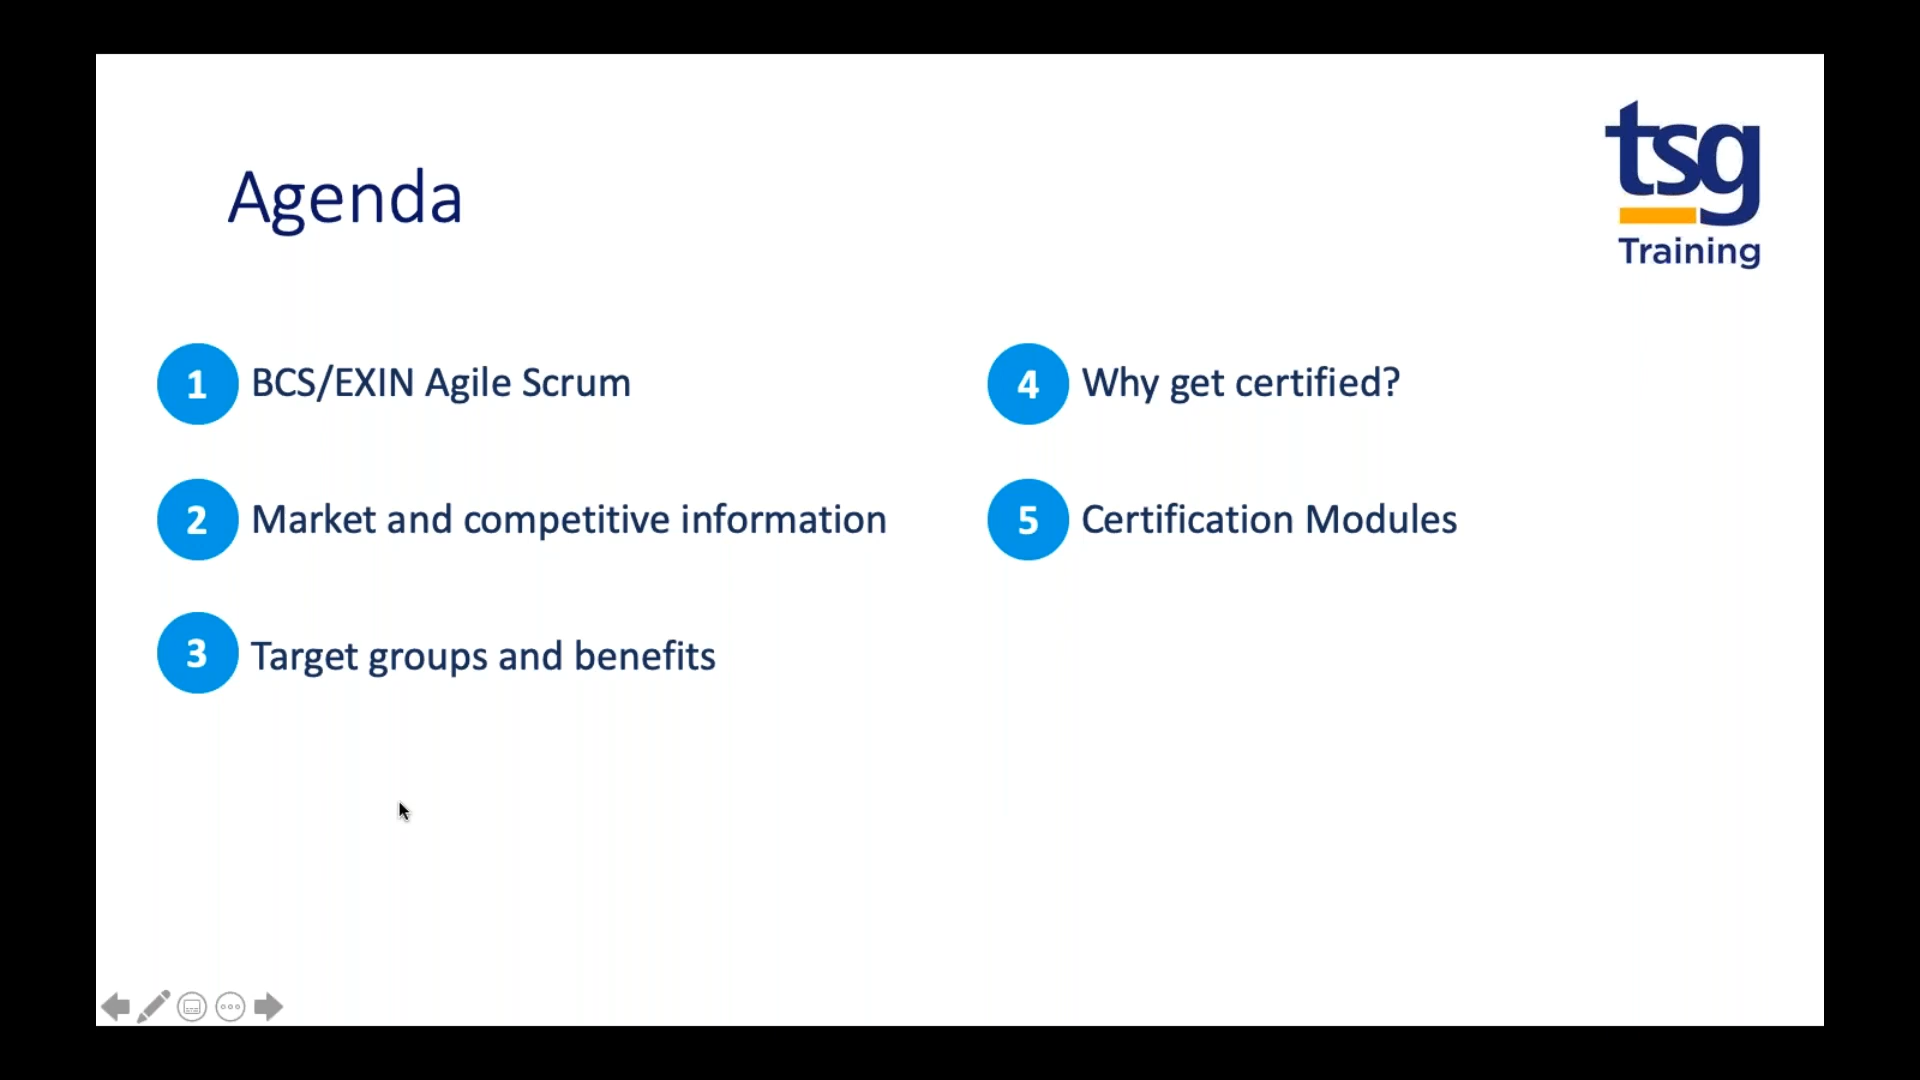 Agenda
tsg
Training
1 BCS/EXIN Agile Scrum
2 Market and competitive information
3 Target groups and benefits
4 Why get certified?
5 Certification Modules